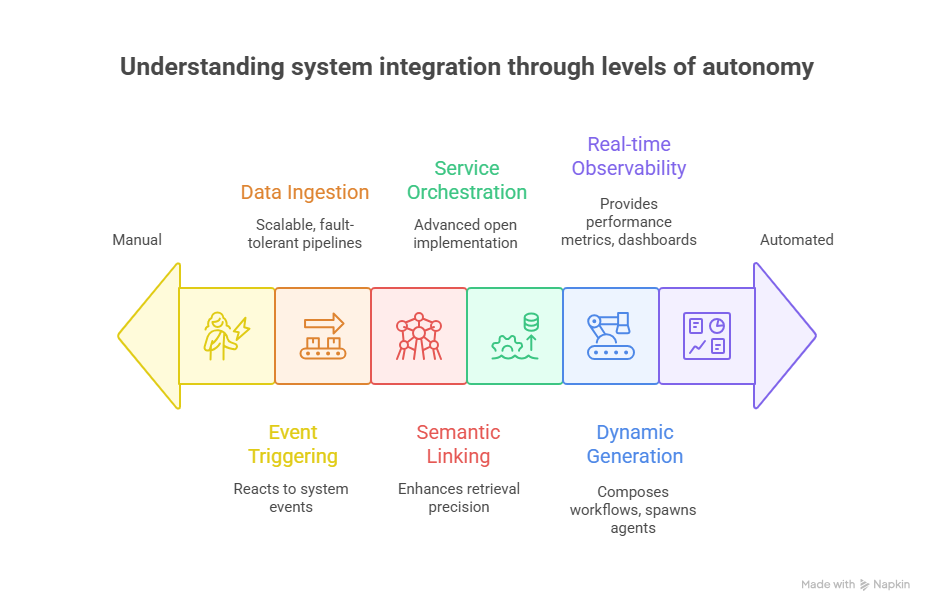 Understanding system integration through levels of autonomy
Real-time
Observability
Provides
performance
metrics, dashboards
Service
Orchestration
Advanced open
implementation
Data Ingestion
Scalable, fault-
tolerant pipelines
Manual
Automated
Event
Triggering
Reacts to system
events
Semantic
Linking
Enhances retrieval
precision
Dynamic
Generation
Composes
workflows, spawns
agents
Made with Napkin